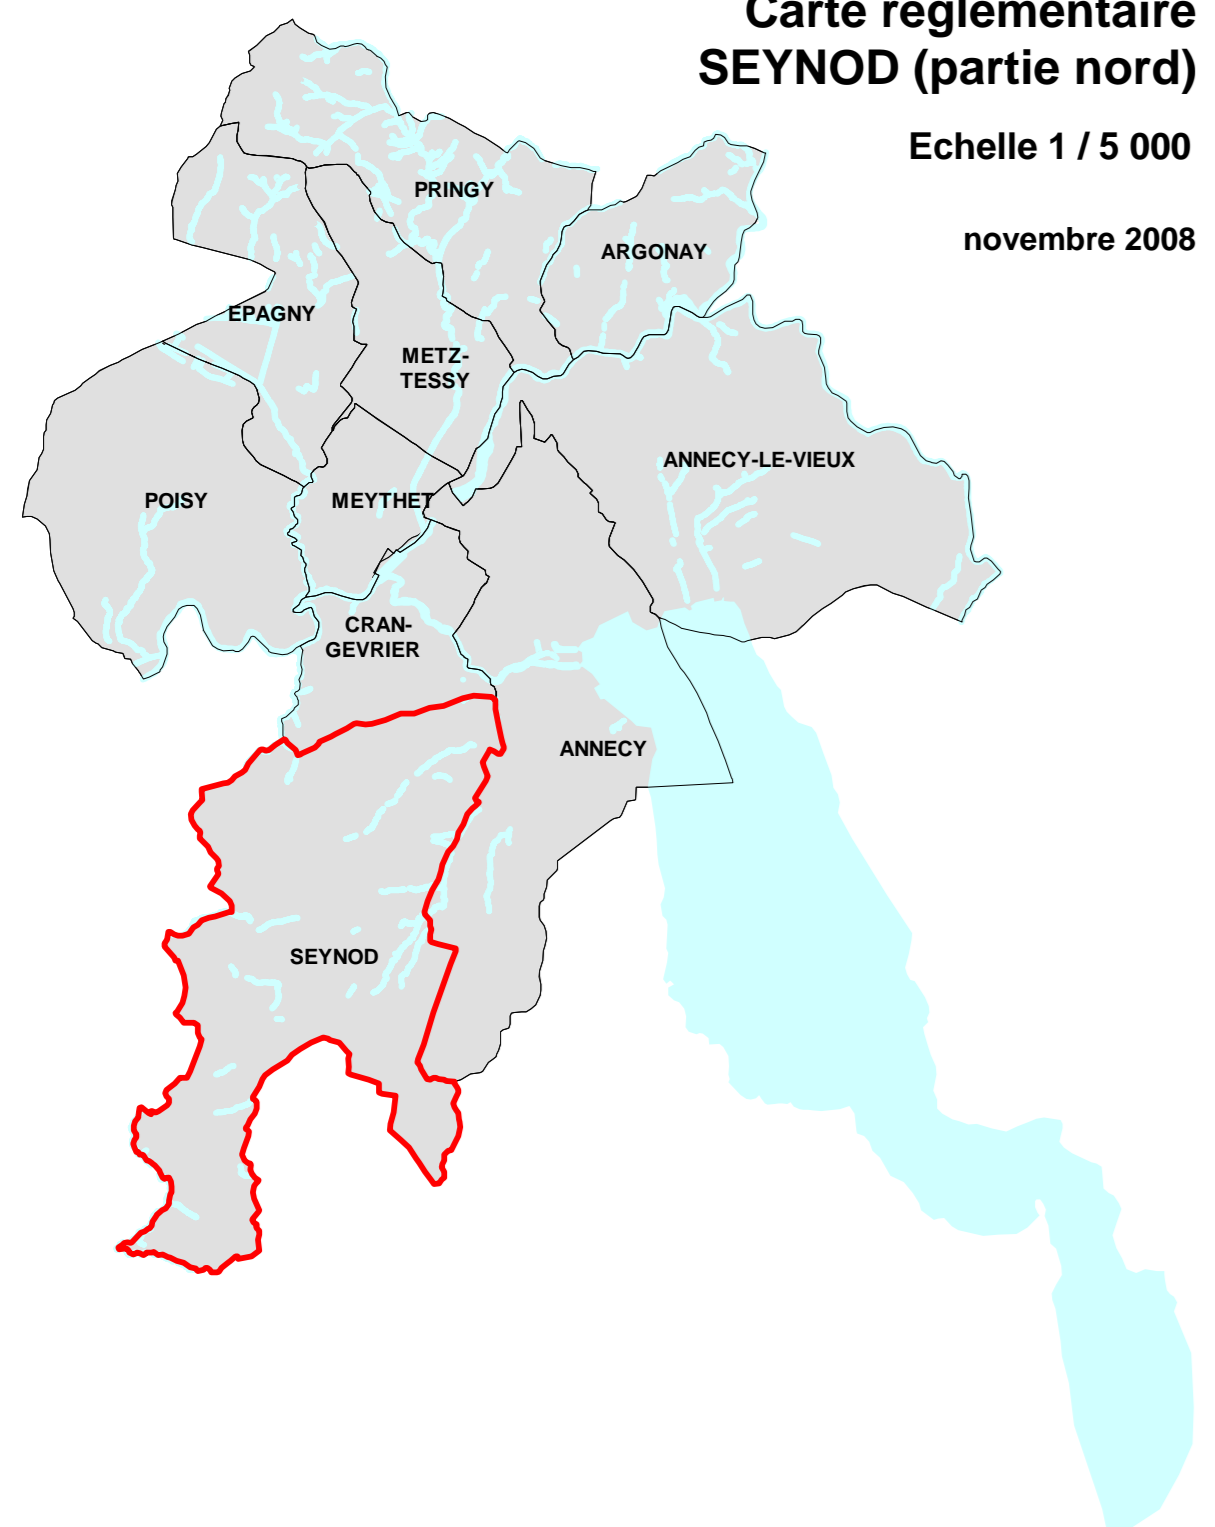 Carte réglementaire
SEYNOD (partie nord)
Echelle 1 / 5 000
novembre 2008
PRINGY
ARGONAY
EPAGNY
METZ-
TESSY
ANNECY-LE-VIEUX
POISY
MEYTHET
CRAN-
GEVRIER
ANNECY
SEYNOD